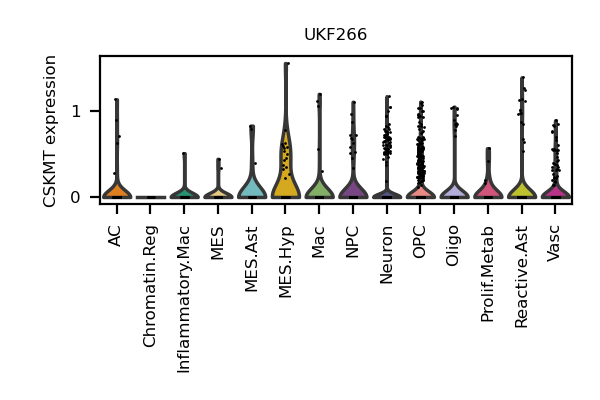 UKF266
CSKMT expression
1
0
AC
Chromatin.Reg
Inflammatory.Mac
MES
MES.Ast
MES.Hyp
Mac
NPC
Neuron
OPC
Oligo
Prolif.Metab
Reactive.Ast
Vasc